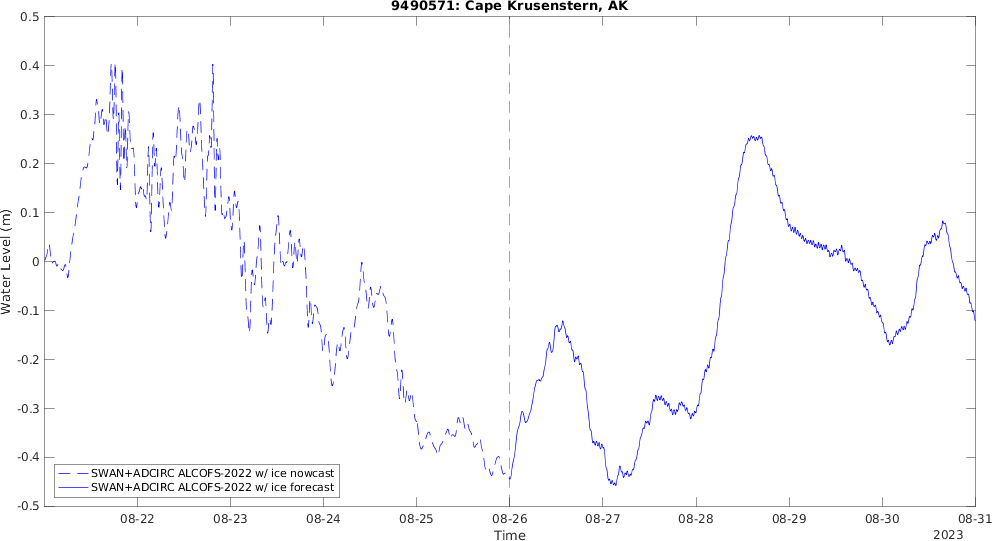 9490571: Cape Krusenstern, AK
0.5
0.4
0.3
0.2
0.1
0
-0.1
-0.2
-0.3
-0.4
-0.5
Water Level (m)
SWAN+ADCIRC ALCOFS-2022 w/ ice nowcast
SWAN+ADCIRC ALCOFS-2022 w/ ice forecast
08-22 08-23 08-24 08-25 08-26 08-27 08-28 08-29 08-30 08-31
Time
2023